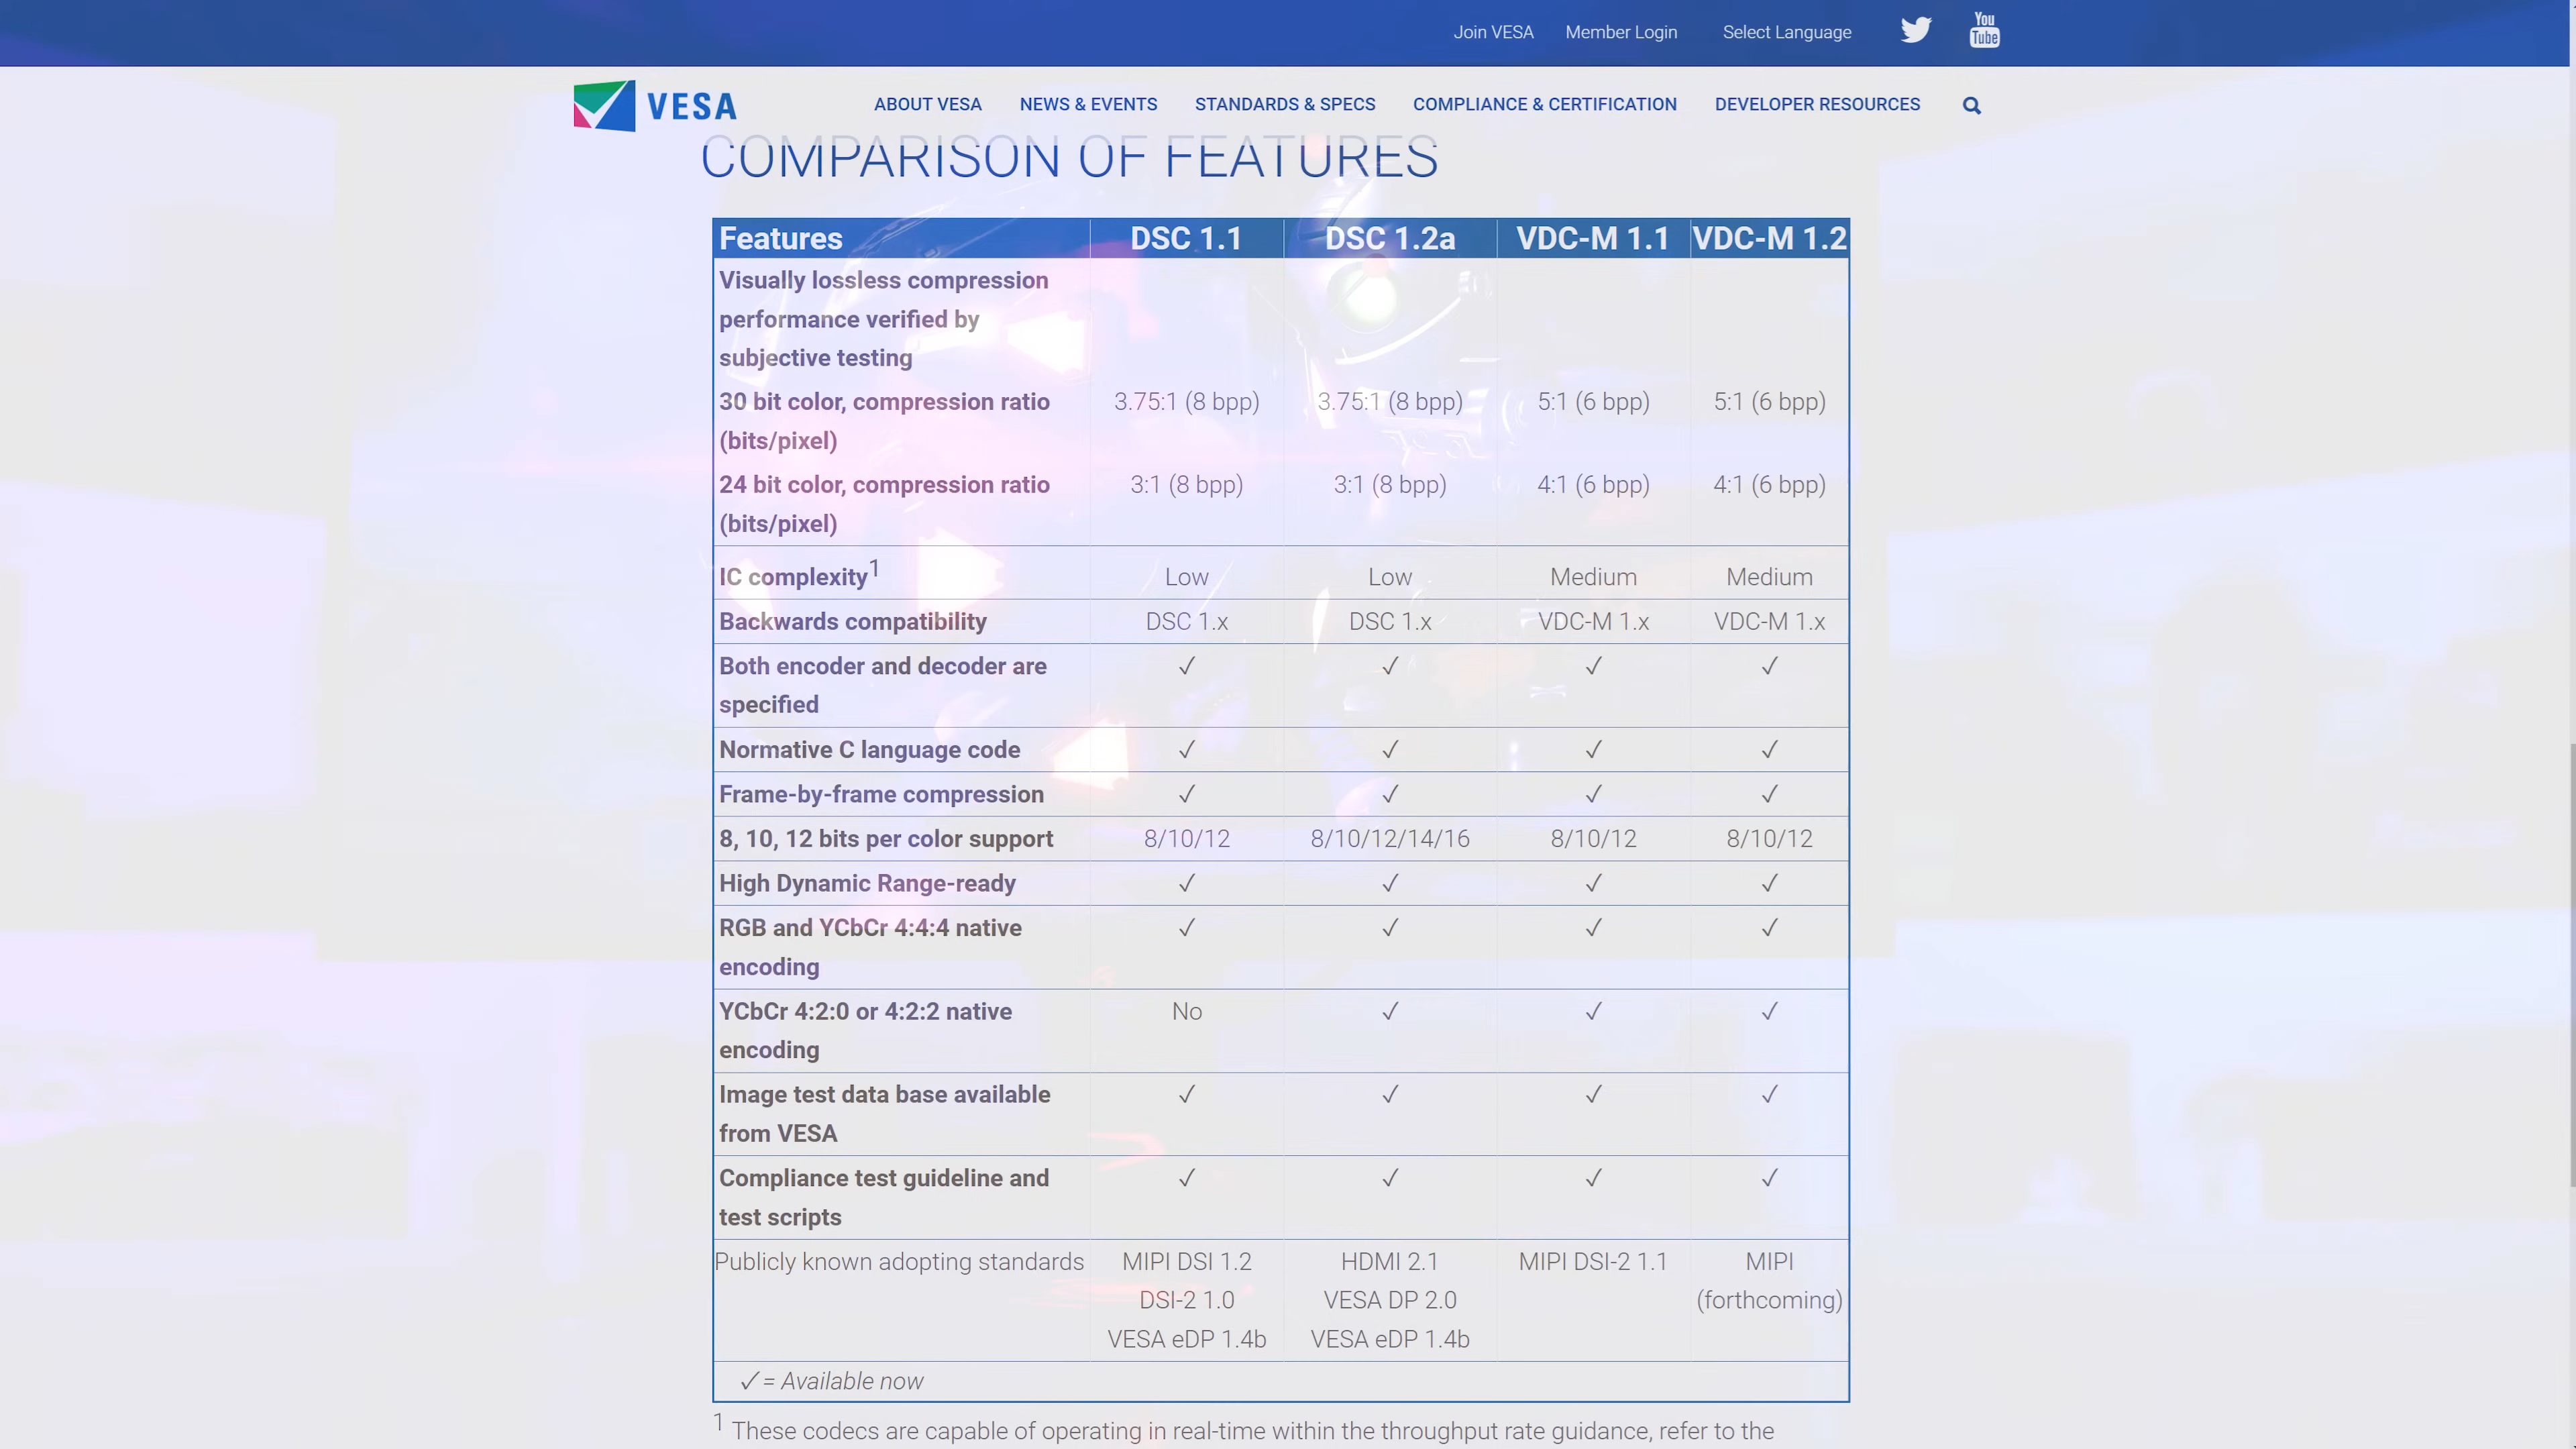 Join VESA Member Login Select Language You Tube
VESA ABOUT VESA NEWS & EVENTS STANDARDS & SPECS COMPLIANCE & CERTIFICATION DEVELOPER RESOURCES
COMPARISON OF FEATURES
Features DSC 1.1 DSC 1.2a VDC-M 1.1 VDC-M 1.2
Visually lossless compression
performance verified by
subjective testing
30 bit color, compression ratio 3.75:1 (8 bpp) 3.75:1 (8 bpp) 5:1 (6 bpp) 5:1 (6 bpp)
(bits/pixel)
24 bit color, compression ratio 3:1 (8 bpp) 3:1 (8 bpp) 4:1 (6 bpp) 4:1 (6 bpp)
(bits/pixel)
IC complexity1 Low Low Medium Medium
Backwards compatibility DSC 1.x DSC 1.x VDC-M 1.x VDC-M 1.x
Both encoder and decoder are ✓ ✓ ✓ ✓
specified
Normative C language code ✓ ✓ ✓ ✓
Frame-by-frame compression ✓ ✓ ✓ ✓
8, 10, 12 bits per color support 8/10/12 8/10/12/14/16 8/10/12 8/10/12
High Dynamic Range-ready ✓ ✓ ✓ ✓
RGB and YCbCr 4:4:4 native ✓ ✓ ✓ ✓
encoding
YCbCr 4:2:0 or 4:2:2 native No ✓ ✓ ✓
encoding
Image test data base available ✓ ✓ ✓ ✓
from VESA
Compliance test guideline and ✓ ✓ ✓ ✓
test scripts
Publicly known adopting standards MIPI DSI 1.2 HDMI 2.1 MIPI DSI-2 1.1 MIPI
DSI-2 1.0 VESA DP 2.0 (forthcoming)
VESA eDP 1.4b VESA eDP 1.4b
✓ = Available now
1 These codecs are capable of operating in real-time within the throughput rate guidance, refer to the